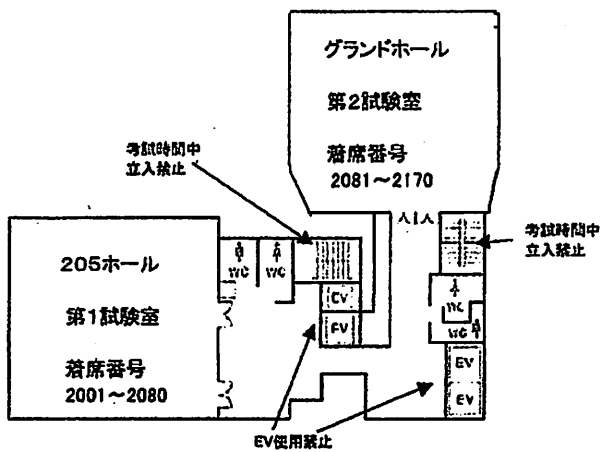 グランドホール
第2試験室
着席番号
2081～2170
考試時間中
立入禁止
考試時間中
立入禁止
205ホール
第1試験室
着席番号
2001～2080
WC
WC
EV
EV
WC
WC
EV
EV
EV使用禁止